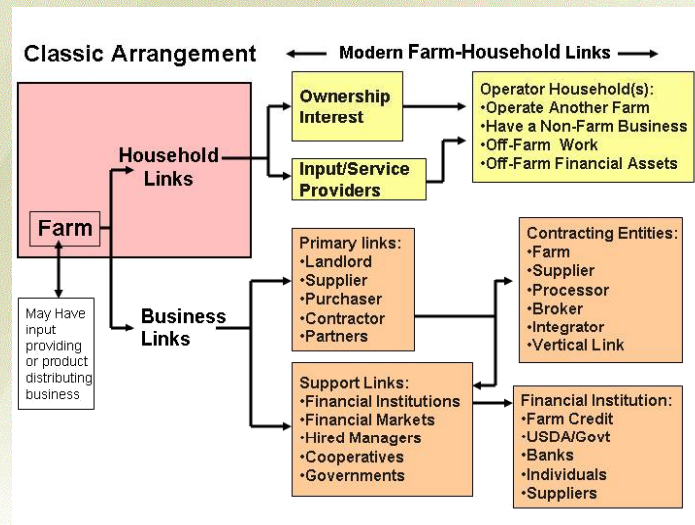 Classic Arrangement
Modern Farm-Household Links
Household
Links
Farm
May Have
input
providing
or product
distributing
business
Business
Links
Ownership
Interest
Input/Service
Providers
Operator Household(s):
•Operate Another Farm
•Have a Non-Farm Business
•Off-Farm Work
•Off-Farm Financial Assets
Primary links:
•Landlord
•Supplier
•Purchaser
•Contractor
•Partners
Contracting Entities:
•Farm
•Supplier
•Processor
•Broker
•Integrator
•Vertical Link
Support Links:
•Financial Institutions
•Financial Markets
•Hired Managers
•Cooperatives
•Governments
Financial Institution:
•Farm Credit
•USDA/Govt
•Banks
•Individuals
•Suppliers